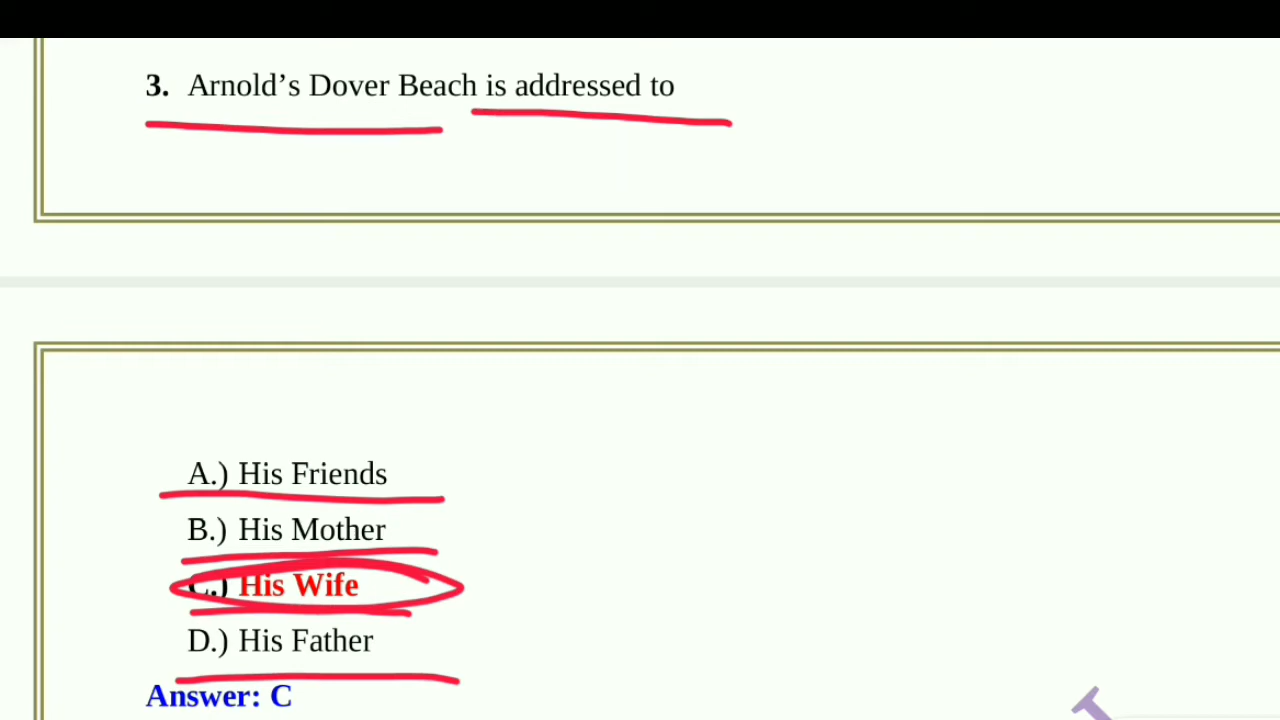 3. Arnold’s Dover Beach is addressed to
A.) His Friends
B.) His Mother
C.) His Wife
D.) His Father
Answer: C